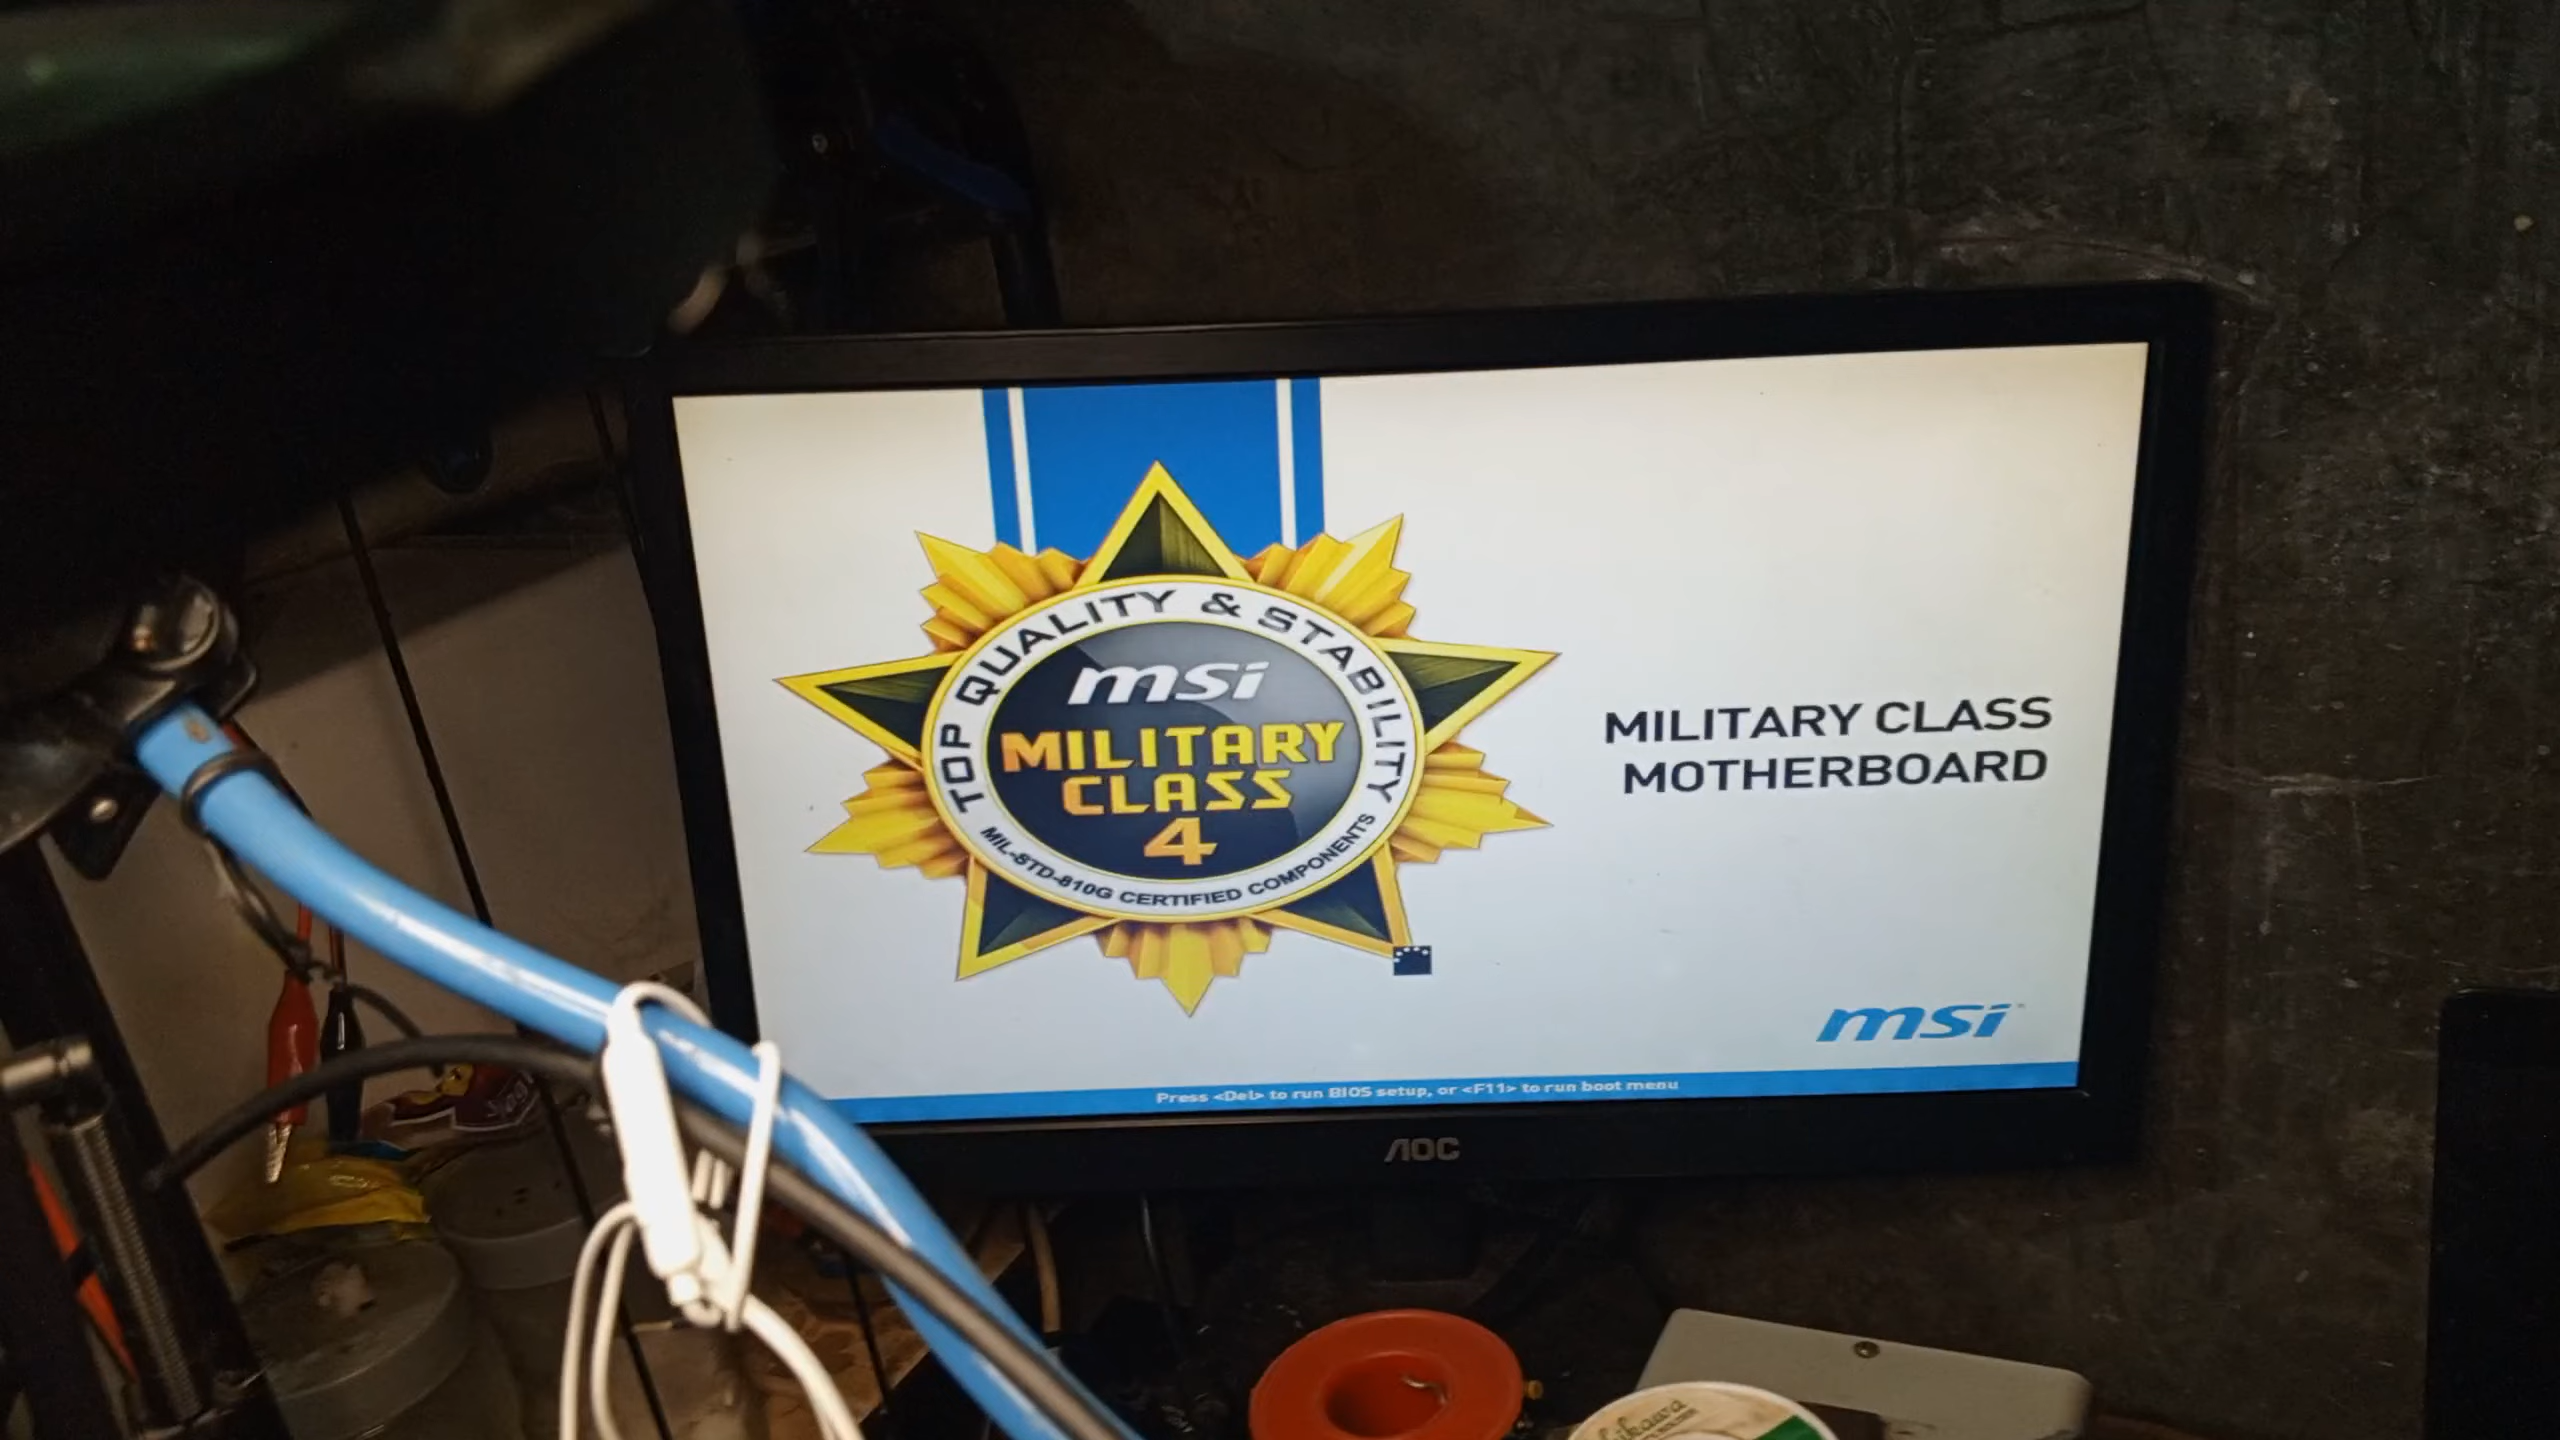 TOP QUALITY & STABILITY
msi
MILITARY
CLASS
4
MIL-STD-810G CERTIFIED COMPONENTS
MILITARY CLASS
MOTHERBOARD
msi
Press <Del> to run BIOS setup, or <F11> to run boot menu
AOC